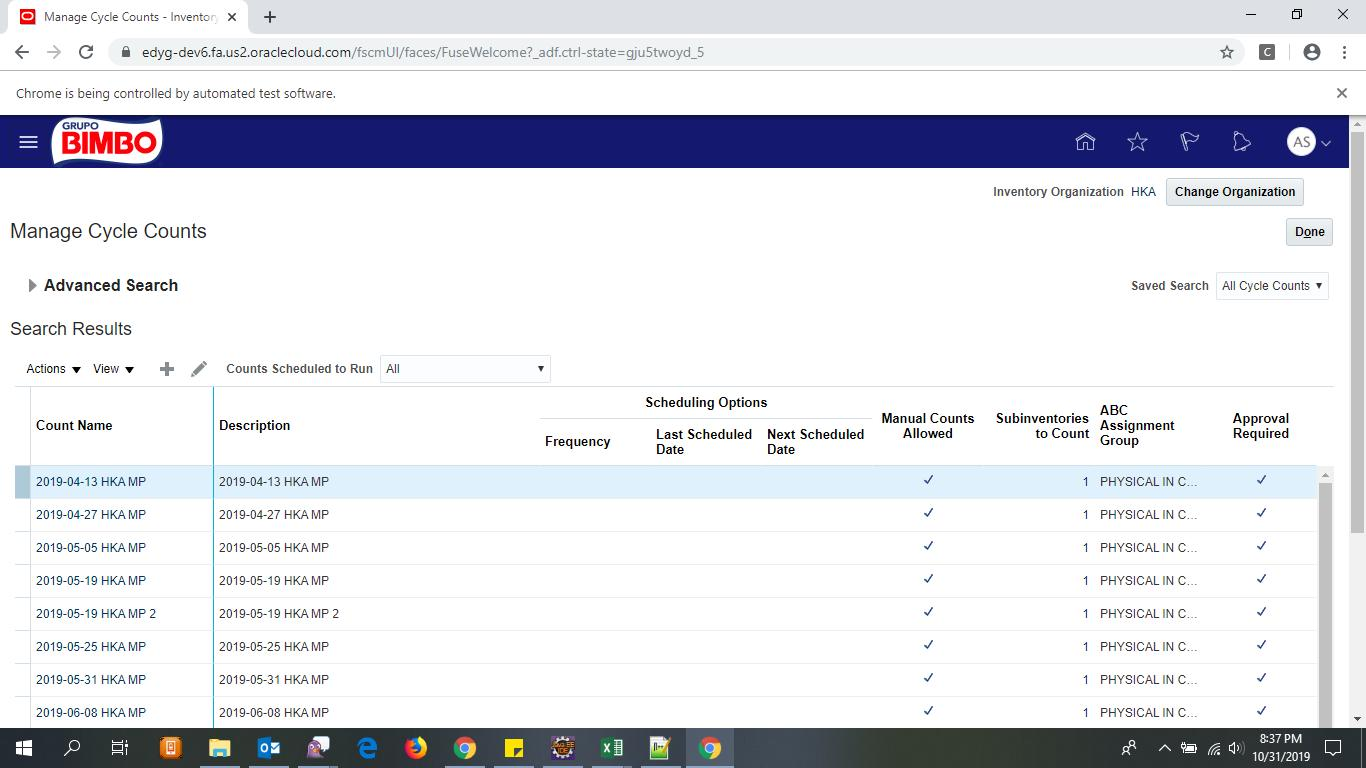 Manage Cycle Counts - Inventory
edyg-dev6.fa.us2.oraclecloud.com/fscmUI/faces/FuseWelcome?_adf.ctrl-state=gju5twoyd_5
C
Chrome is being controlled by automated test software.
GRUPO
BIMBO
AS
Inventory Organization HKA Change Organization
Manage Cycle Counts
Done
Advanced Search
Saved Search All Cycle Counts
Search Results
Actions View Counts Scheduled to Run All
Count Name Description Scheduling Options Frequency Last Scheduled Date Next Scheduled Date Manual Counts Allowed Subinventories to Count ABC Assignment Group Approval Required
2019-04-13 HKA MP 2019-04-13 HKA MP 1 PHYSICAL IN C...
2019-04-27 HKA MP 2019-04-27 HKA MP 1 PHYSICAL IN C...
2019-05-05 HKA MP 2019-05-05 HKA MP 1 PHYSICAL IN C...
2019-05-19 HKA MP 2019-05-19 HKA MP 1 PHYSICAL IN C...
2019-05-19 HKA MP 2 2019-05-19 HKA MP 2 1 PHYSICAL IN C...
2019-05-25 HKA MP 2019-05-25 HKA MP 1 PHYSICAL IN C...
2019-05-31 HKA MP 2019-05-31 HKA MP 1 PHYSICAL IN C...
2019-06-08 HKA MP 2019-06-08 HKA MP 1 PHYSICAL IN C...
8:37 PM
10/31/2019